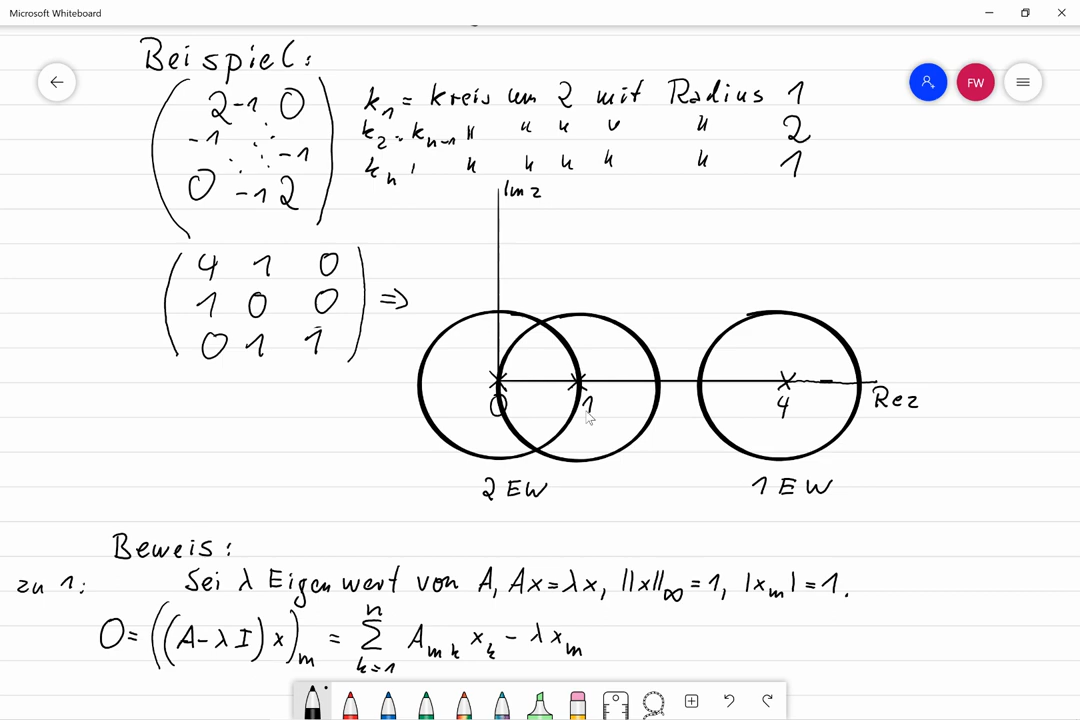 Microsoft Whiteboard
FW
Beispiel:
2 -1 0
-1 ⋱ -1
0 -1 2
K₁ = Kreis um 2 mit Radius 1
K₂ = Kₙ₋₁ " " " " " 2
Kₙ ' " " " " " 1
Im z
4 1 0
1 0 0
0 1 1
⇒
0 1 4
Re z
2 EW 1 EW
Beweis:
zu 1: Sei λ Eigenwert von A, Ax=λx, ||x||∞ = 1, |xₘ| = 1.
0 = ((A-λI)x)ₘ = ∑ₖ₌₁ⁿ Aₘₖ xₖ - λxₘ